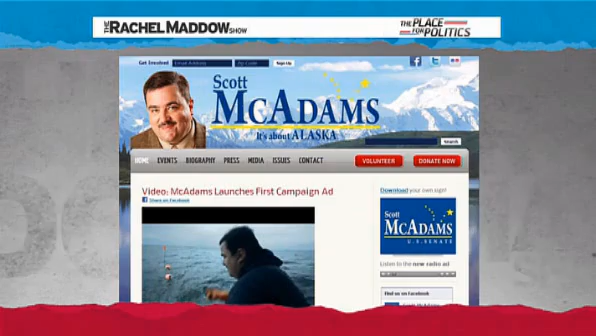 THE RACHEL MADDOW SHOW
THE PLACE FOR POLITICS
Get Emailed Email Address Zip Code Sign Up
Scott
McADAMS
It's about ALASKA
Search
HOME EVENTS BIOGRAPHY PRESS MEDIA ISSUES CONTACT VOLUNTEER DONATE NOW
Video: McAdams Launches First Campaign Ad
Share on Facebook
Download your own sign!
Scott
McADAMS
U.S. SENATE
Listen to the new radio ad
Find us on Facebook